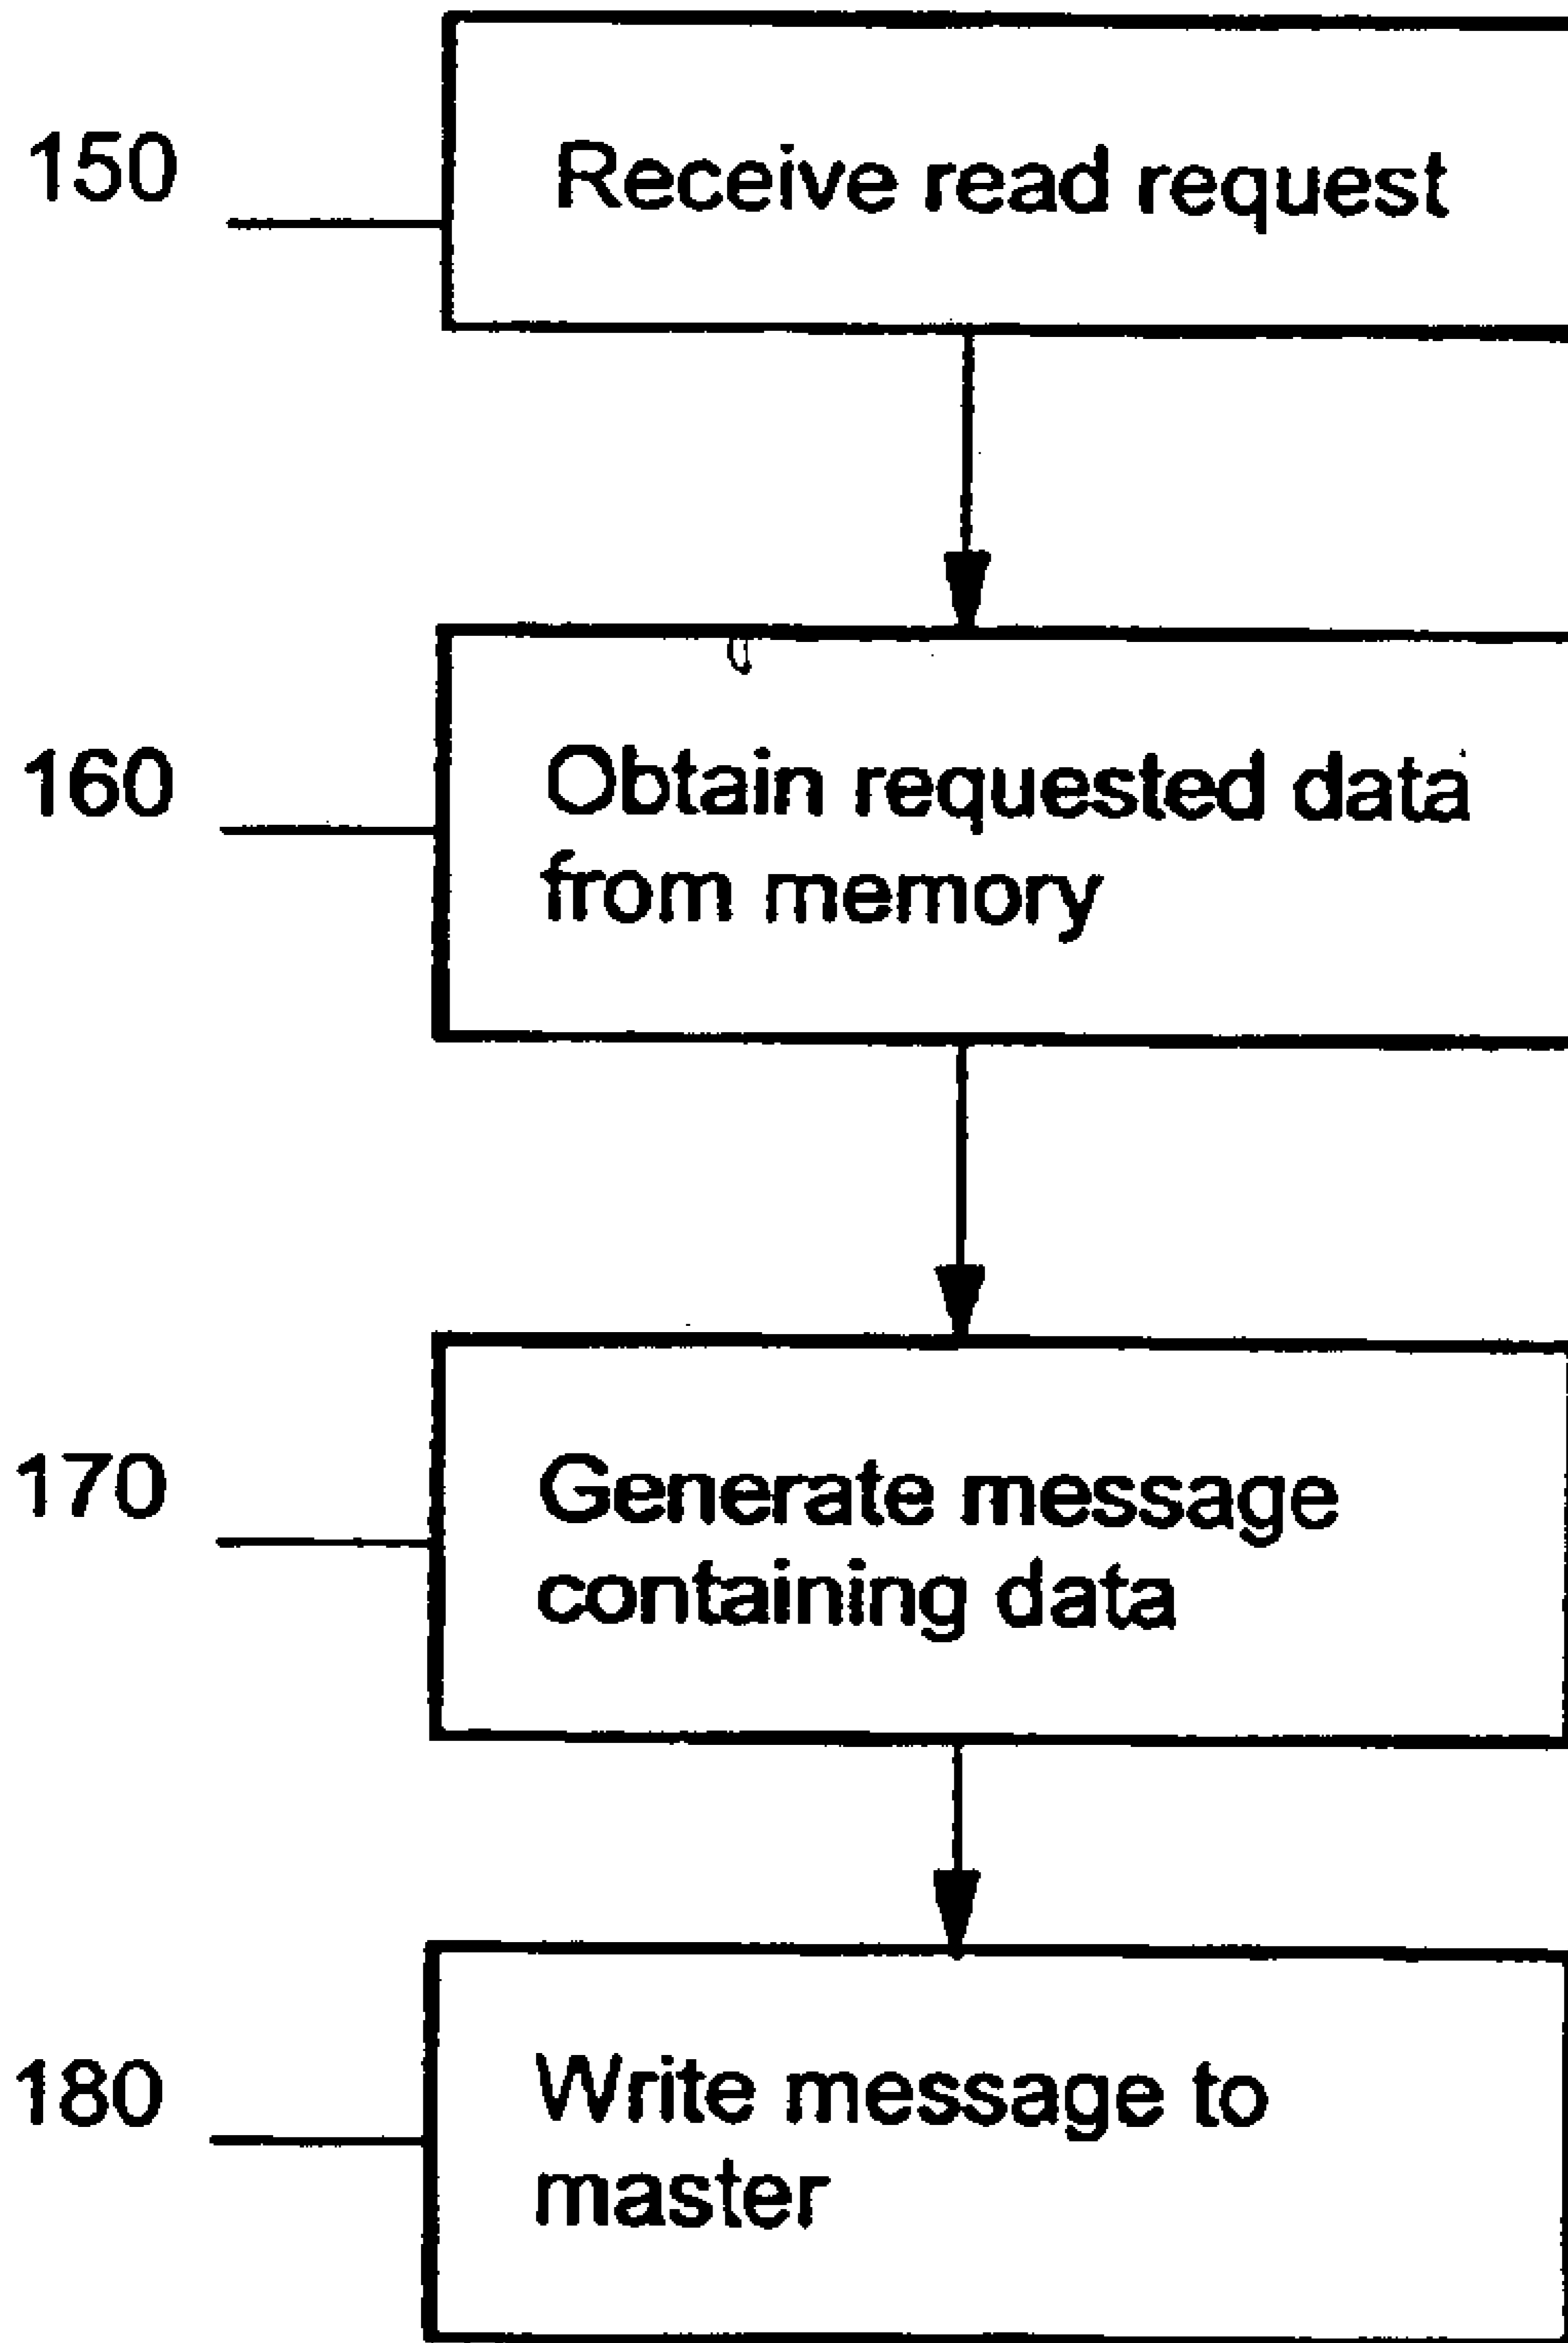 150
Receive read request
160
Obtain requested data
from memory
170
Generate message
containing data
180
Write message to
master